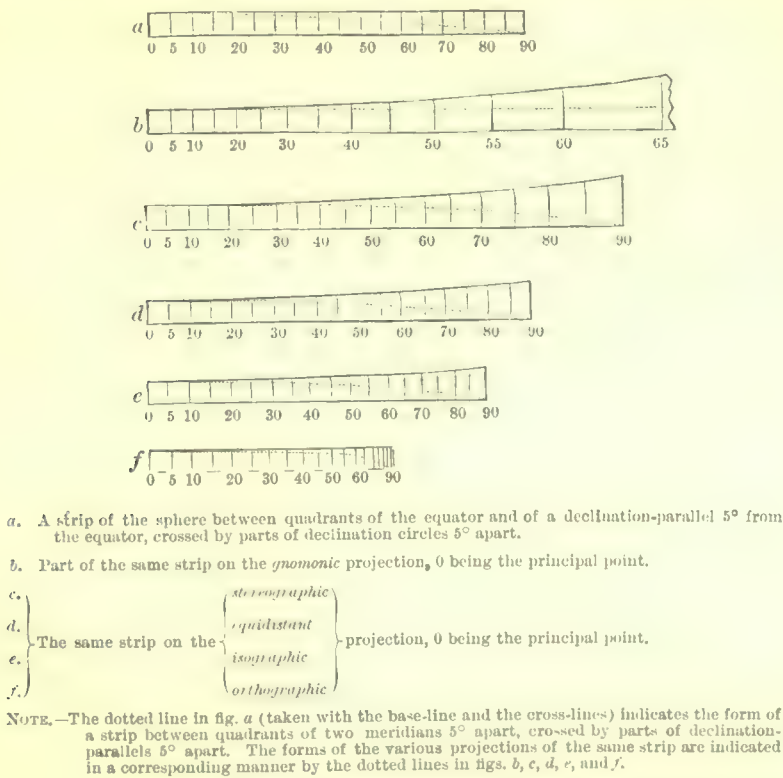 a
0 5 10 20 30 40 50 60 70 80 90
b
0 5 10 20 30 40 50 55 60 65
c
0 5 10 20 30 40 50 60 70 80 90
d
0 5 10 20 30 40 50 60 70 80 90
e
0 5 10 20 30 40 50 60 70 80 90
f
0 5 10 20 30 40 50 60 90
a. A strip of the sphere between quadrants of the equator and of a declination-parallel 5° from
the equator, crossed by parts of declination circles 5° apart.
b. Part of the same strip on the gnomonic projection, 0 being the principal point.
c. stereographic
d. equidistant
The same strip on the projection, 0 being the principal point.
e. isographic
f. orthographic
NOTE.—The dotted line in fig. a (taken with the base-line and the cross-lines) indicates the form of
a strip between quadrants of two meridians 5° apart, crossed by parts of declination-
parallels 5° apart. The forms of the various projections of the same strip are indicated
in a corresponding manner by the dotted lines in figs. b, c, d, e, and f.